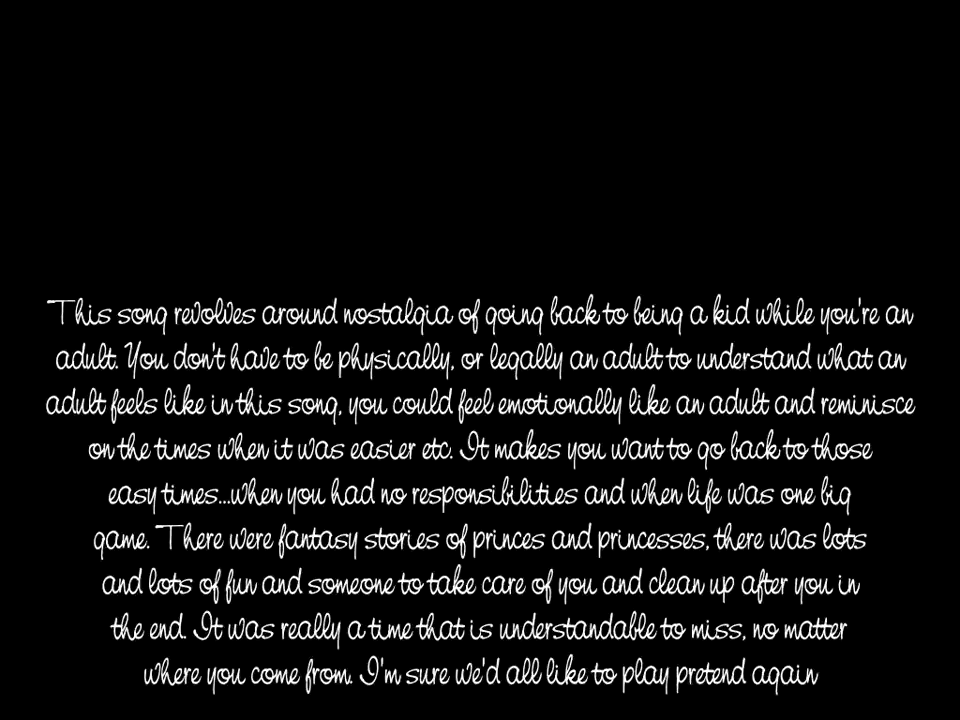 This song revolves around nostalgia of going back to being a kid while you're an
adult. You don't have to be physically, or legally an adult to understand what an
adult feels like in this song, you could feel emotionally like an adult and reminisce
on the times when it was easier etc. It makes you want to go back to those
easy times...when you had no responsibilities and when life was one big
game. There were fantasy stories of princes and princesses, there was lots
and lots of fun and someone to take care of you and clean up after you in
the end. It was really a time that is understandable to miss, no matter
where you come from. I'm sure we'd all like to play pretend again